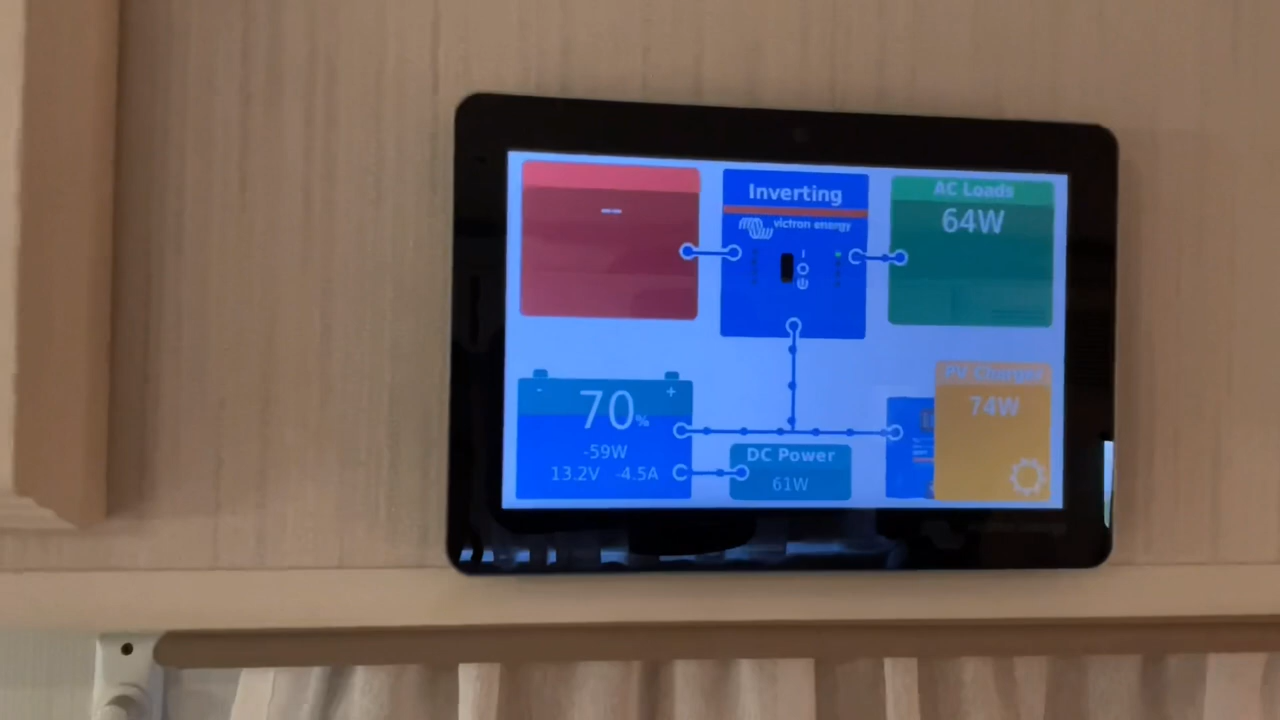 --
Inverting
victron energy
AC Loads
64W
70%
-59W
13.2V -4.5A
DC Power
61W
PV Charger
74W